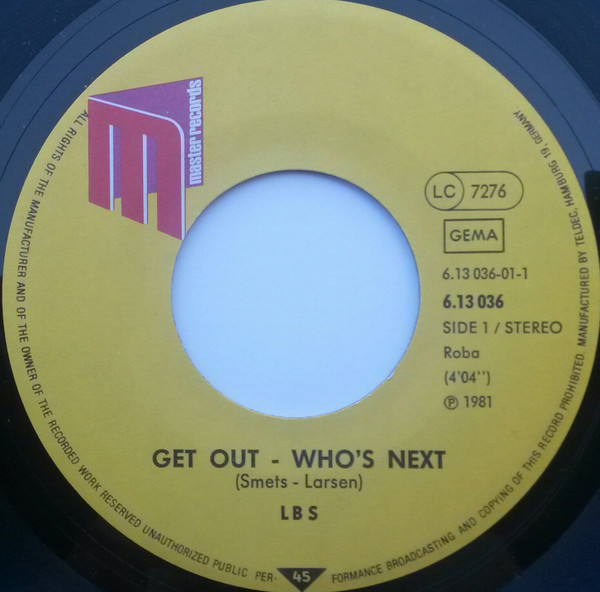 master records
LC 7276
GEMA
6.13 036-01-1
6.13 036
SIDE 1 / STEREO
Roba
(4'04'')
℗ 1981
GET OUT - WHO'S NEXT
(Smets - Larsen)
LBS
ALL RIGHTS OF THE MANUFACTURER AND OF THE OWNER OF THE RECORDED WORK RESERVED UNAUTHORIZED PUBLIC PER- 45 FORMANCE BROADCASTING AND COPYING OF THIS RECORD PROHIBITED. MANUFACTURED BY TELDEC, HAMBURG 19, GERMANY